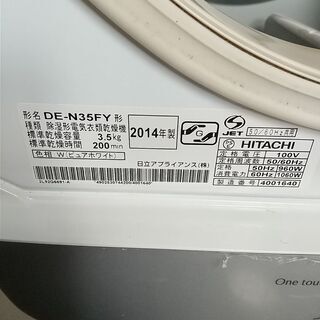 形名 DE-N35FY 形
種類 除湿形電気衣類乾燥機
標準乾燥容量 3.5kg
標準乾燥時間 200min
色相 W(ピュアホワイト)
2014年製
G
JET
50/60Hz共用
HITACHI
定格電圧 100V
定格周波数 50/60Hz
定格 50Hz 960W
消費電力 60Hz 1060W
製造番号 4001640
日立アプライアンス(株)
One tou